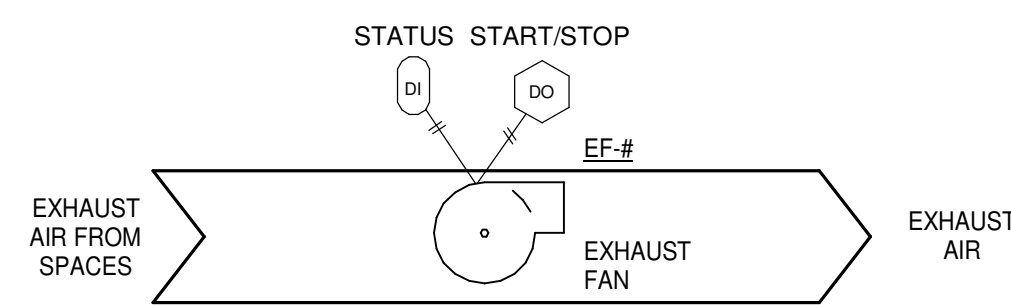 STATUS START/STOP
DI
DO
EF-#
EXHAUST
AIR FROM
SPACES
EXHAUST
FAN
EXHAUST
AIR